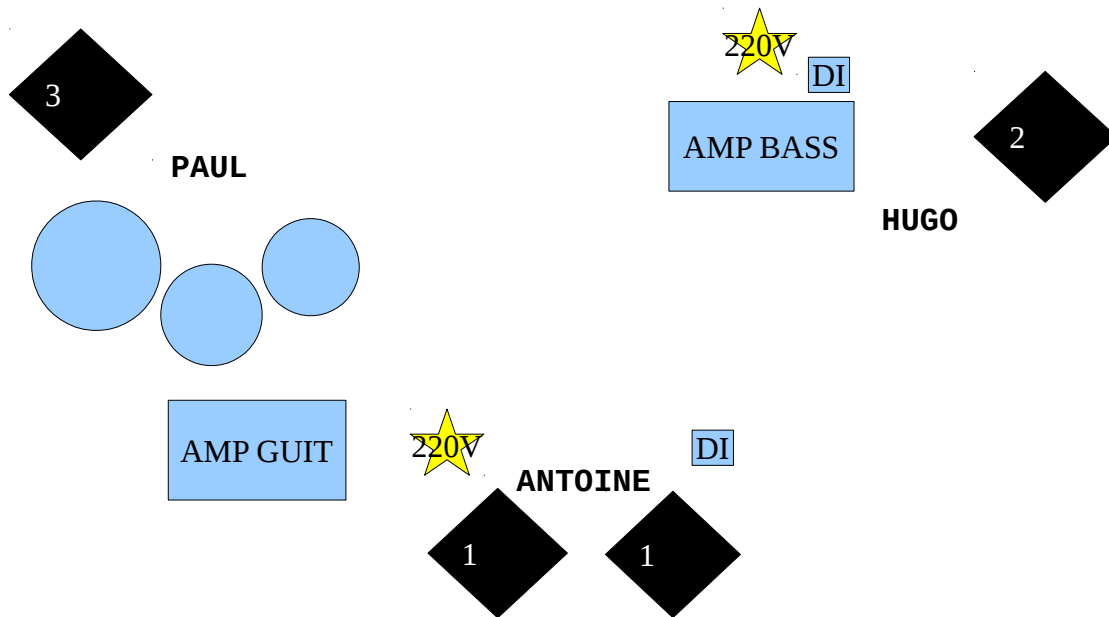 220V
DI
3
AMP BASS
2
PAUL
HUGO
AMP GUIT
220V
DI
ANTOINE
1
1